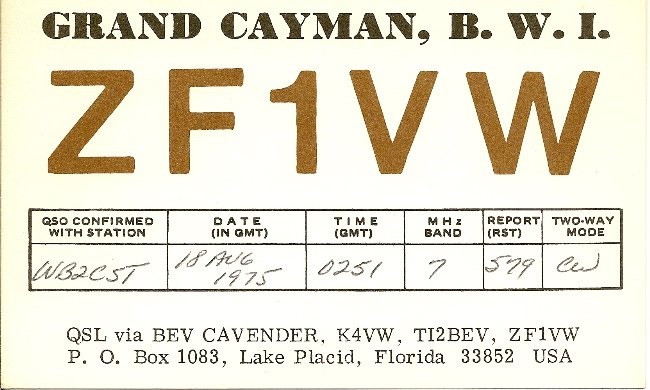 GRAND CAYMAN, B. W. I.
ZF1VW
QSO CONFIRMED WITH STATION DATE (IN GMT) TIME (GMT) MHz BAND REPORT (RST) TWO-WAY MODE
WB2CST 18 AUG 1975 0251 7 579 CW
QSL via BEV CAVENDER, K4VW, TI2BEV, ZF1VW
P. O. Box 1083, Lake Placid, Florida 33852 USA